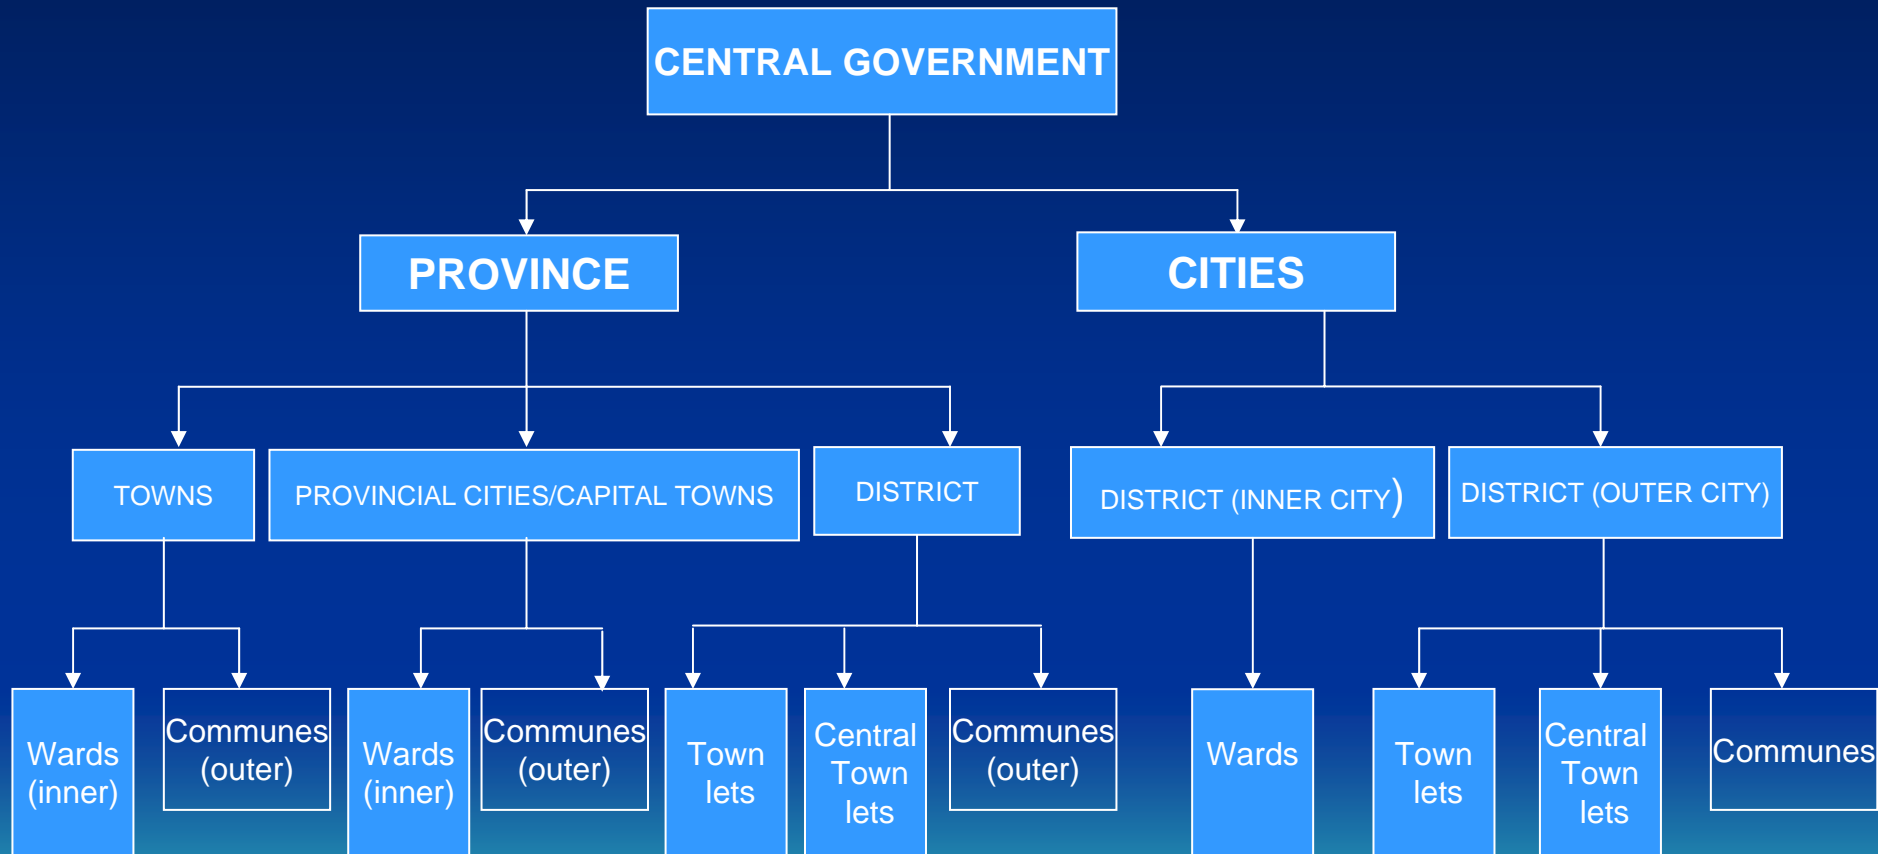 CENTRAL GOVERNMENT
PROVINCE
CITIES
TOWNS
PROVINCIAL CITIES/CAPITAL TOWNS
DISTRICT
DISTRICT (INNER CITY)
DISTRICT (OUTER CITY)
Wards
(inner)
Communes
(outer)
Wards
(inner)
Communes
(outer)
Town
lets
Central
Town
lets
Communes
(outer)
Wards
Town
lets
Central
Town
lets
Communes